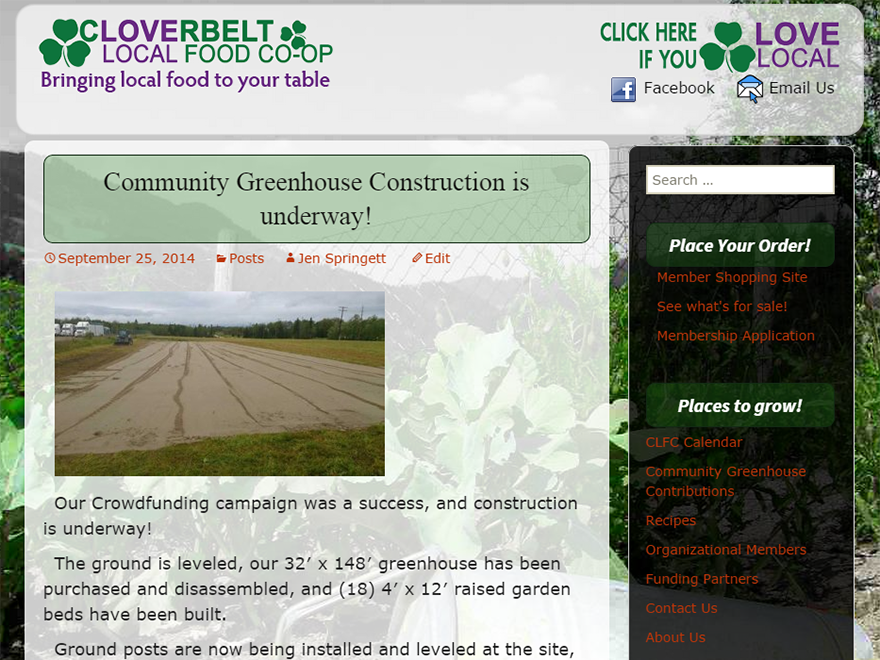 CLOVERBELT
LOCAL FOOD CO-OP
Bringing local food to your table
CLICK HERE
IF YOU
LOVE
LOCAL
Facebook
Email Us
Community Greenhouse Construction is
underway!
September 25, 2014 Posts Jen Springett Edit
Our Crowdfunding campaign was a success, and construction
is underway!
The ground is leveled, our 32′ x 148′ greenhouse has been
purchased and disassembled, and (18) 4′ x 12′ raised garden
beds have been built.
Ground posts are now being installed and leveled at the site,
Search …
Place Your Order!
Member Shopping Site
See what's for sale!
Membership Application
Places to grow!
CLFC Calendar
Community Greenhouse
Contributions
Recipes
Organizational Members
Funding Partners
Contact Us
About Us